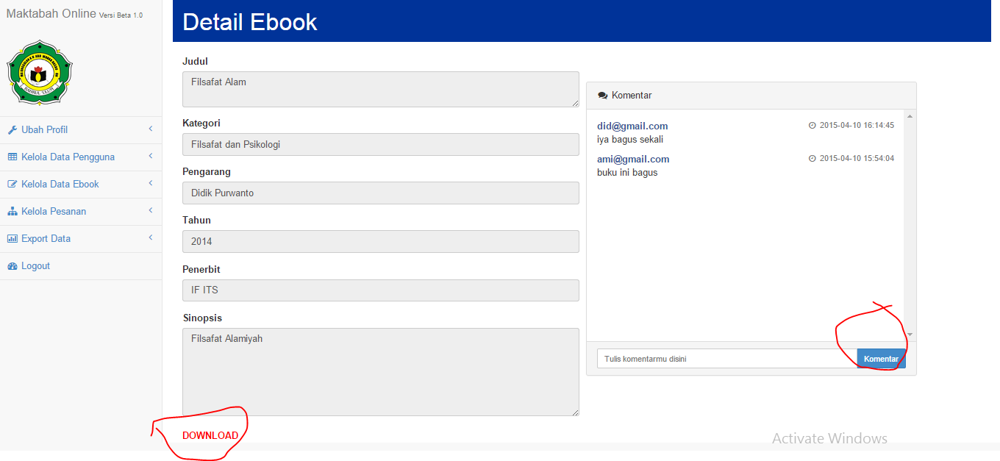 Maktabah Online Versi Beta 1.0
Ubah Profil
Kelola Data Pengguna
Kelola Data Ebook
Kelola Pesanan
Export Data
Logout
Detail Ebook
Judul
Filsafat Alam
Kategori
Filsafat dan Psikologi
Pengarang
Didik Purwanto
Tahun
2014
Penerbit
IF ITS
Sinopsis
Filsafat Alamiyah
DOWNLOAD
Komentar
did@gmail.com 2015-04-10 16:14:45
iya bagus sekali
ami@gmail.com 2015-04-10 15:54:04
buku ini bagus
Tulis komentarmu disini Komentar
Activate Windows